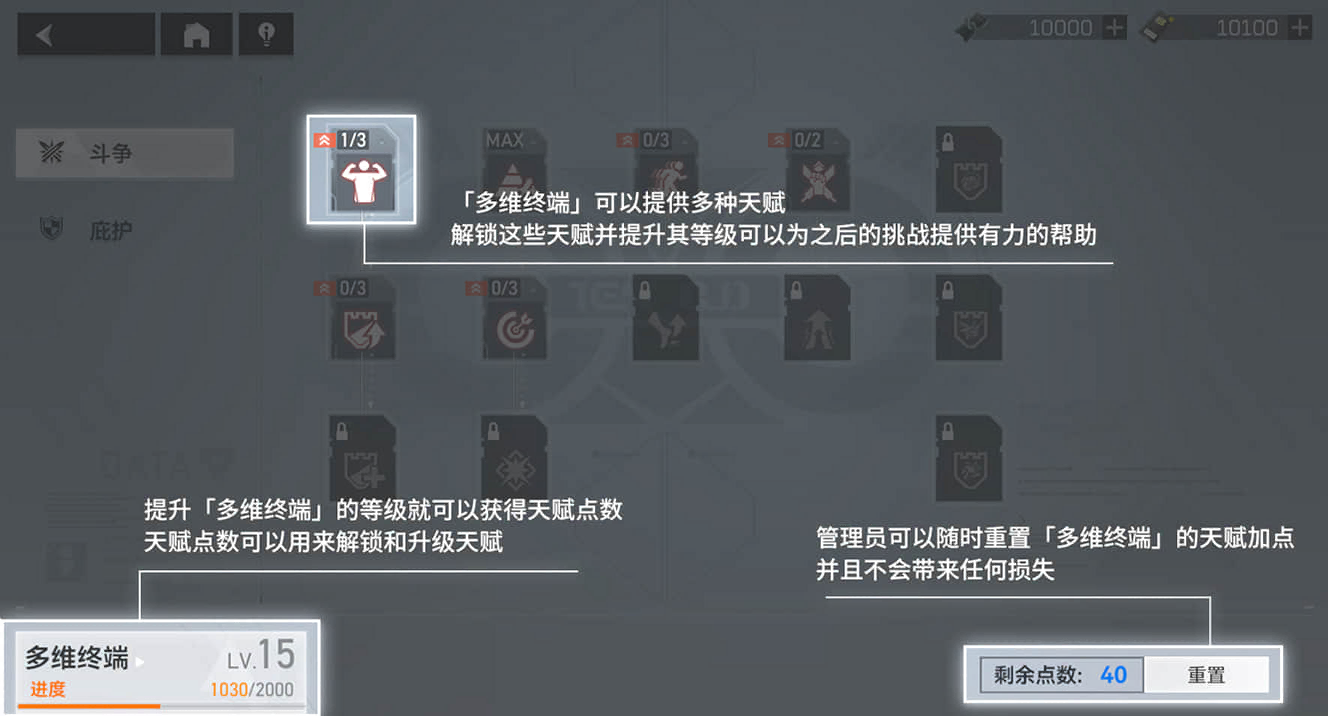 10000
10100
斗争
庇护
1/3
MAX
0/3
0/2
「多维终端」可以提供多种天赋
解锁这些天赋并提升其等级可以为之后的挑战提供有力的帮助
0/3
0/3
DATA
提升「多维终端」的等级就可以获得天赋点数
天赋点数可以用来解锁和升级天赋
管理员可以随时重置「多维终端」的天赋加点
并且不会带来任何损失
多维终端
LV.15
进度
1030/2000
剩余点数: 40
重置